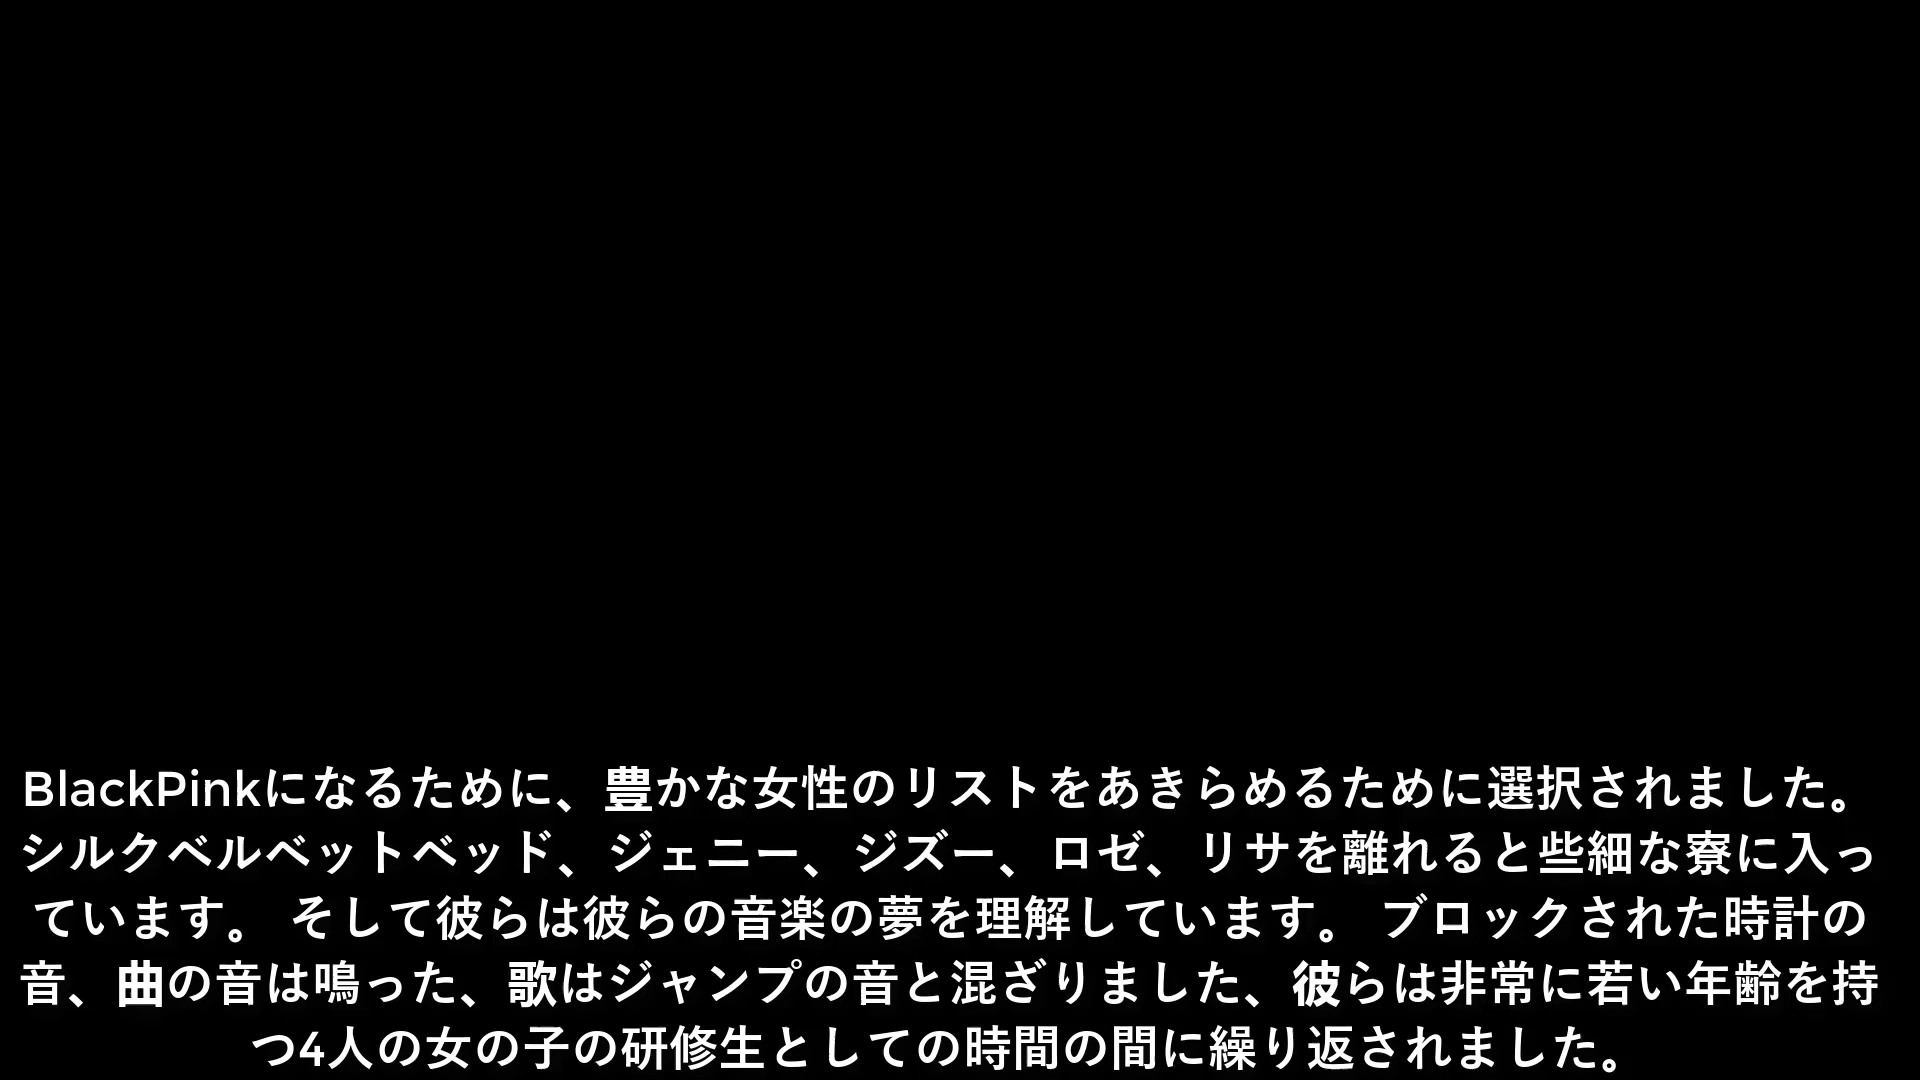 BlackPinkになるために、豊かな女性のリストをあきらめるために選択されました。
シルクベルベットベッド、ジェニー、ジズー、ロゼ、リサを離れると些細な寮に入っ
ています。 そして彼らは彼らの音楽の夢を理解しています。 ブロックされた時計の
音、曲の音は鳴った、歌はジャンプの音と混ざりました、彼らは非常に若い年齢を持
つ4人の女の子の研修生としての時間の間に繰り返されました。